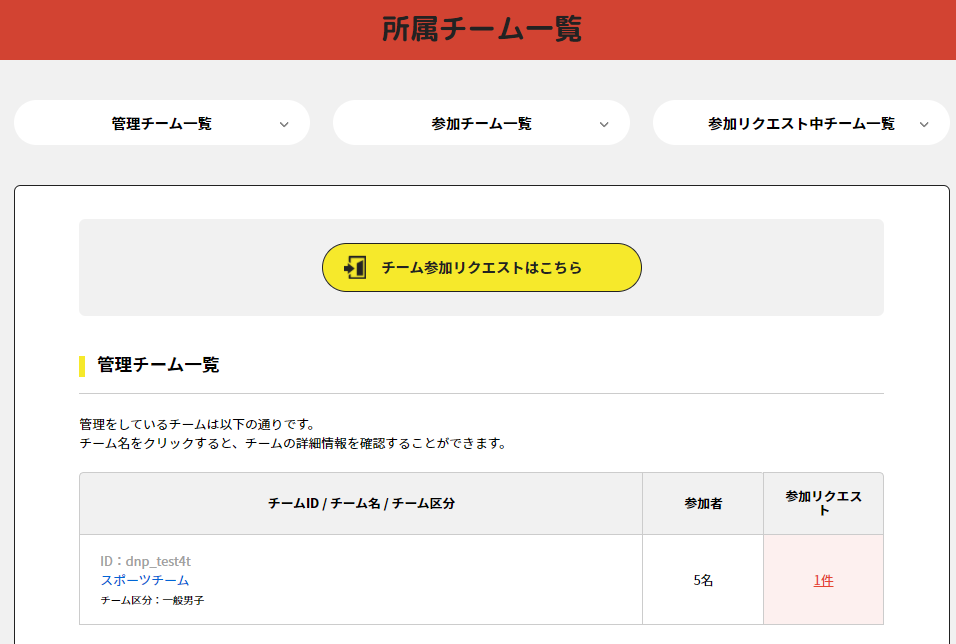 所属チーム一覧
管理チーム一覧
参加チーム一覧
参加リクエスト中チーム一覧
チーム参加リクエストはこちら
管理チーム一覧
管理をしているチームは以下の通りです。
チーム名をクリックすると、チームの詳細情報を確認することができます。
チームID / チーム名 / チーム区分
参加者
参加リクエス
ト
ID：dnp_test4t
スポーツチーム
チーム区分：一般男子
5名
1件